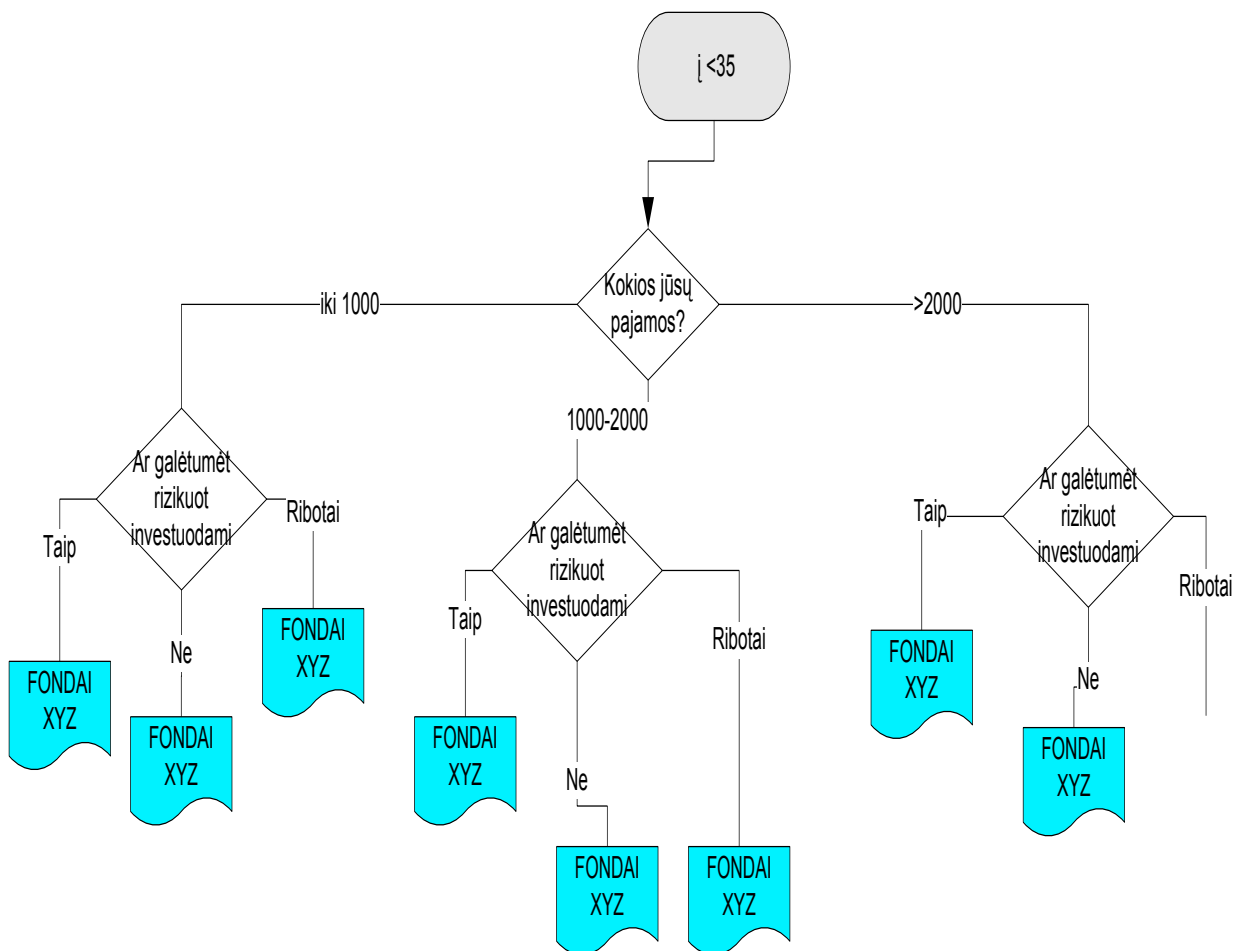 į <35
Kokios jūsų
pajamos?
iki 1000
>2000
1000-2000
Ar galėtumėt
rizikuot
investuodami
Taip
Ribotai
Ne
FONDAI
XYZ
FONDAI
XYZ
FONDAI
XYZ
Ar galėtumėt
rizikuot
investuodami
Taip
Ribotai
Ne
FONDAI
XYZ
FONDAI
XYZ
FONDAI
XYZ
Ar galėtumėt
rizikuot
investuodami
Taip
Ribotai
Ne
FONDAI
XYZ
FONDAI
XYZ